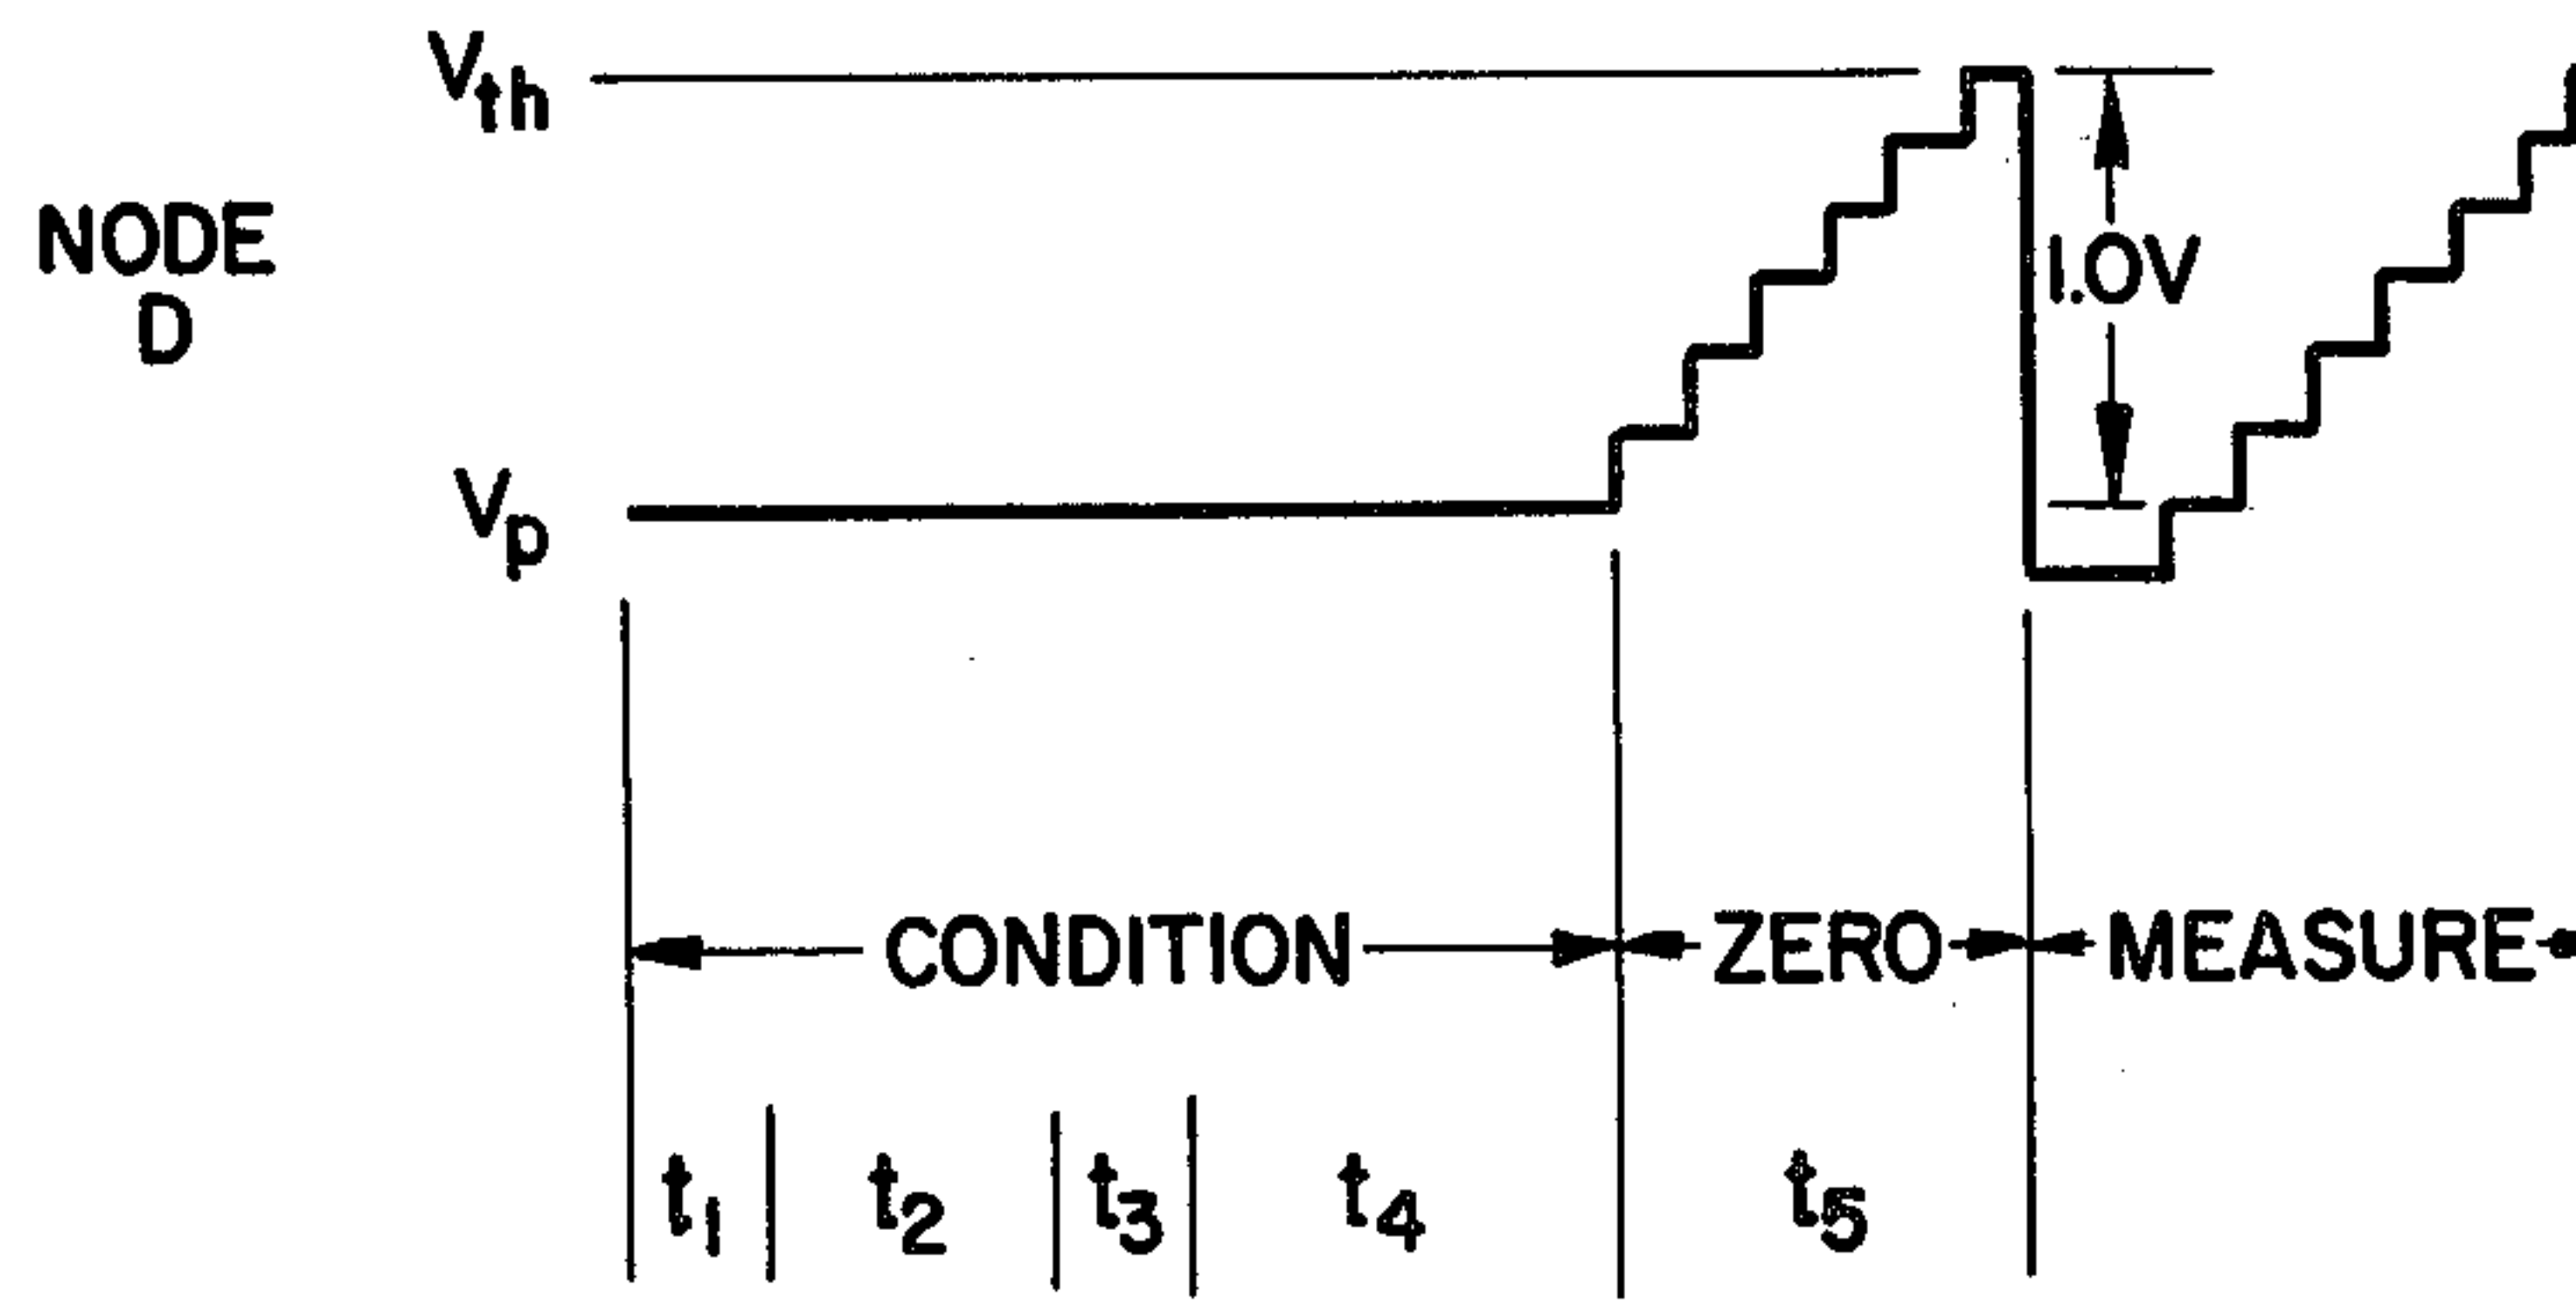 Vth
NODE
D
1.0V
Vp
CONDITION ZERO MEASURE
t1 t2 t3 t4 t5